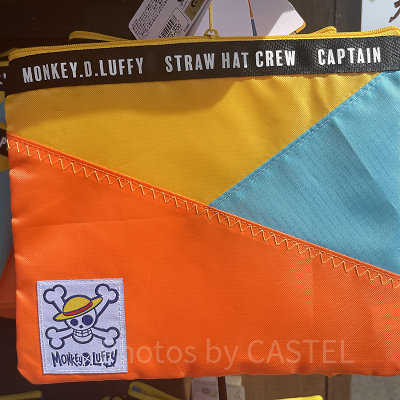 MONKEY.D.LUFFY STRAW HAT CREW CAPTAIN
MONKEY.D.LUFFY
Photos by CASTEL